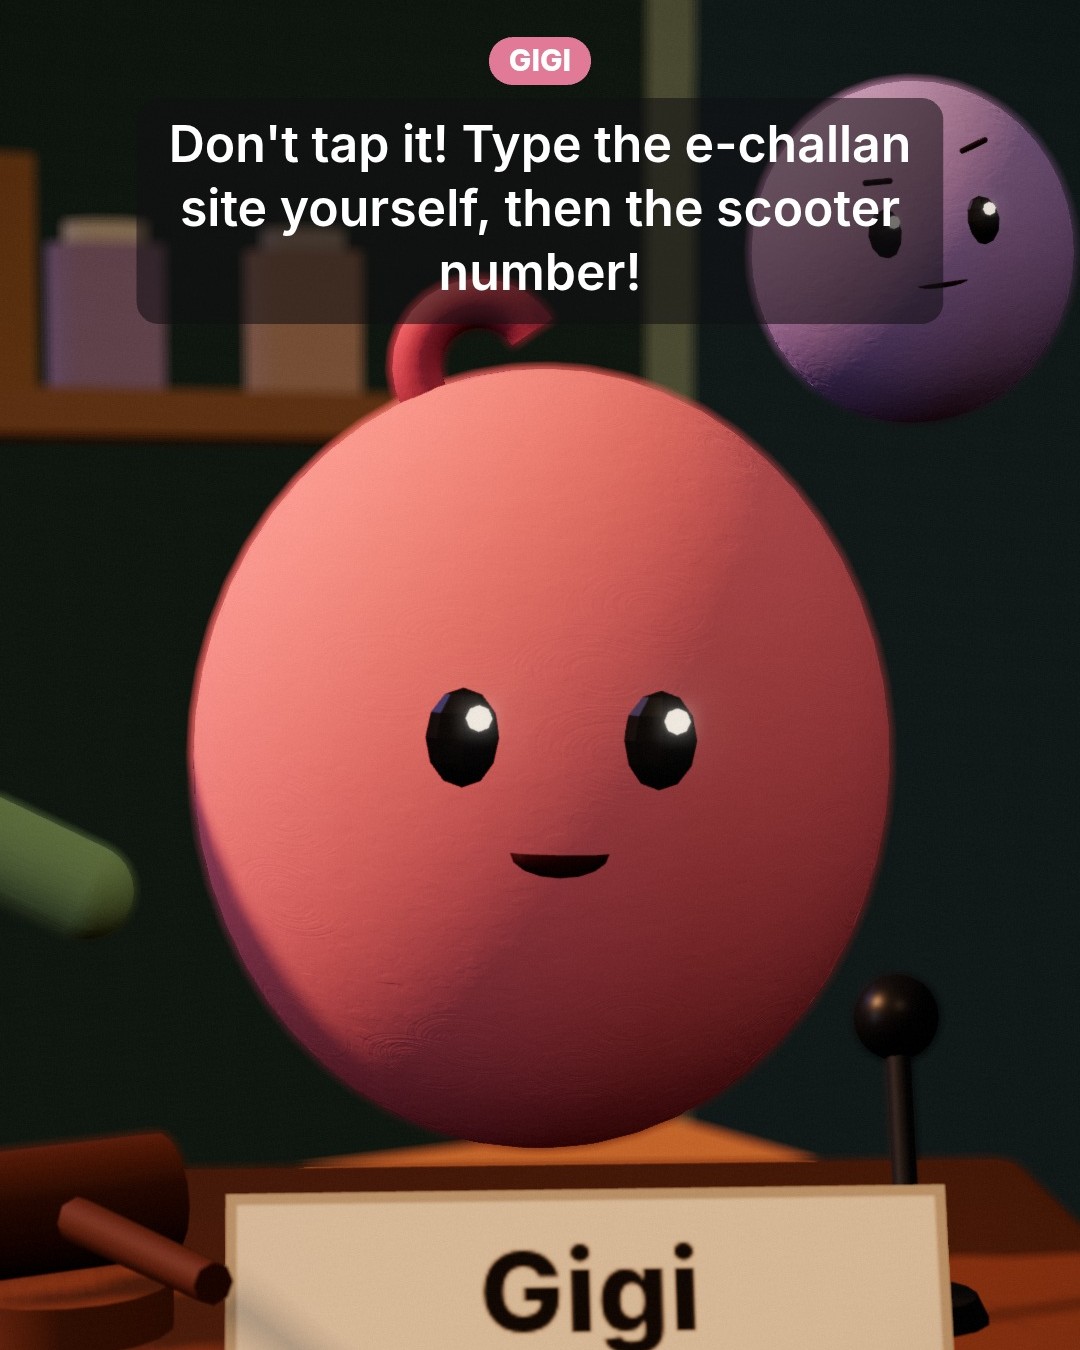 GIGI
Don't tap it! Type the e-challan
site yourself, then the scooter
number!
Gigi